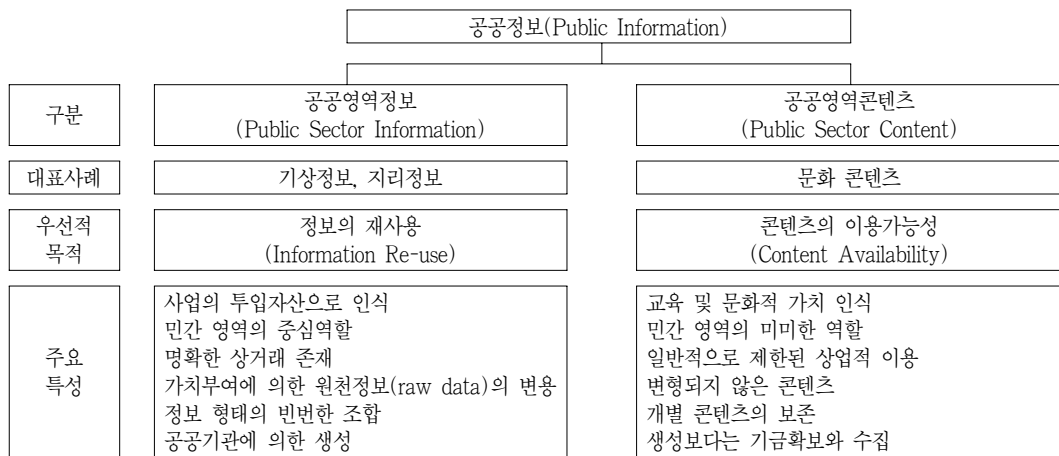 공공정보(Public Information)
구분
공공영역정보
(Public Sector Information)
공공영역콘텐츠
(Public Sector Content)
대표사례
기상정보, 지리정보
문화 콘텐츠
우선적
목적
정보의 재사용
(Information Re-use)
콘텐츠의 이용가능성
(Content Availability)
주요
특성
사업의 투입자산으로 인식
민간 영역의 중심역할
명확한 상거래 존재
가치부여에 의한 원천정보(raw data)의 변용
정보 형태의 빈번한 조합
공공기관에 의한 생성
교육 및 문화적 가치 인식
민간 영역의 미미한 역할
일반적으로 제한된 상업적 이용
변형되지 않은 콘텐츠
개별 콘텐츠의 보존
생성보다는 기금확보와 수집